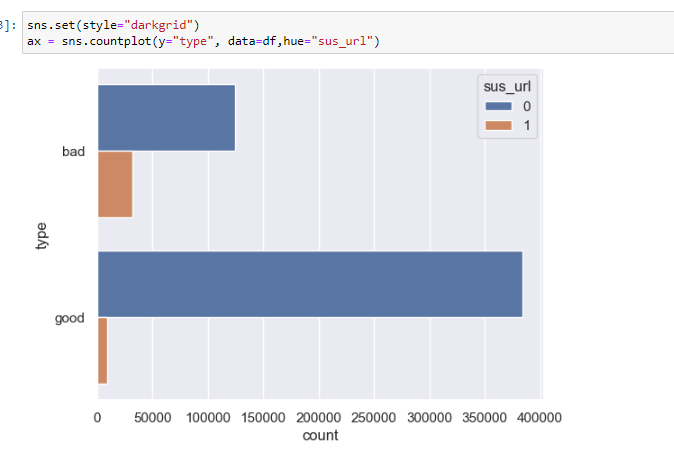 3]: sns.set(style="darkgrid")
ax = sns.countplot(y="type", data=df,hue="sus_url")
sus_url
0
1
bad
type
good
0 50000 100000 150000 200000 250000 300000 350000 400000
count